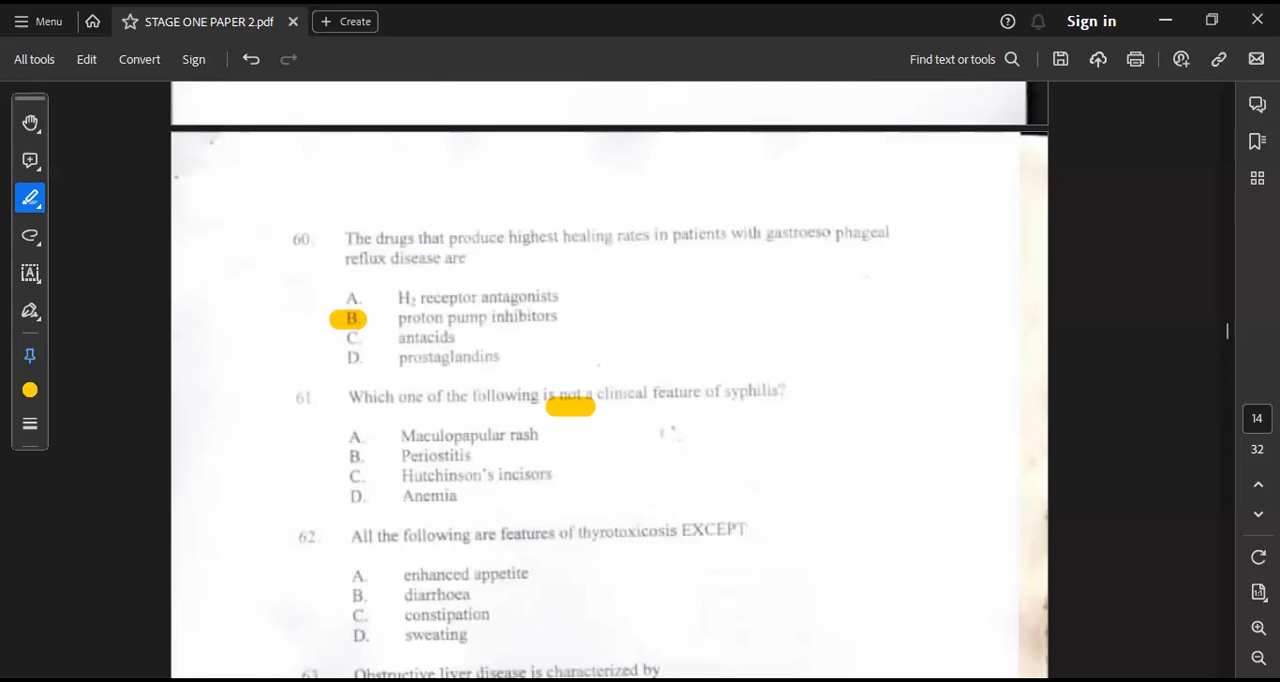 Menu
STAGE ONE PAPER 2.pdf
Create
Sign in
All tools
Edit
Convert
Sign
Find text or tools
60. The drugs that produce highest healing rates in patients with gastroeso phageal
reflux disease are
A. H₂ receptor antagonists
B. proton pump inhibitors
C. antacids
D. prostaglandins
61 Which one of the following is not a clinical feature of syphilis?
A. Maculopapular rash
B. Periostitis
C. Hutchinson's incisors
D. Anemia
62. All the following are features of thyrotoxicosis EXCEPT
A. enhanced appetite
B. diarrhoea
C. constipation
D. sweating
63 Obstructive liver disease is characterized by
14
32